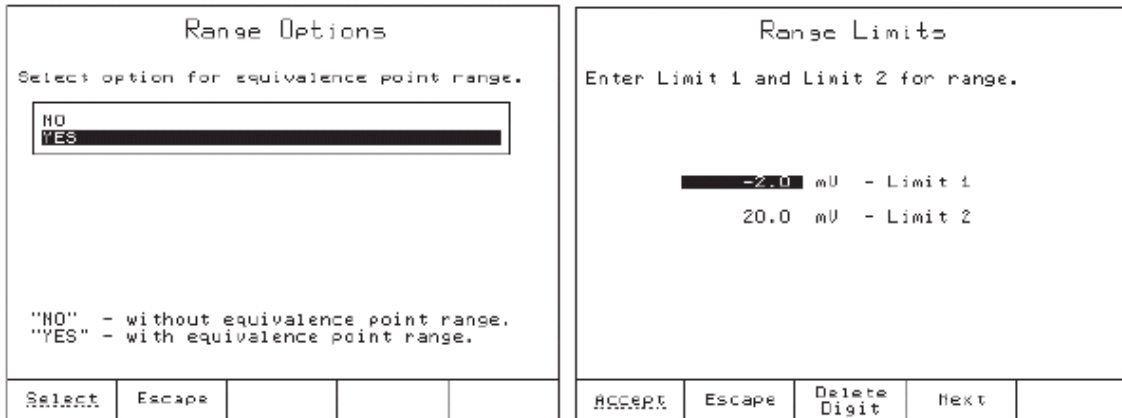 Range Options
Select option for equivalence point range.
NO
YES
"NO" - without equivalence point range.
"YES" - with equivalence point range.
Select Escape
Range Limits
Enter Limit 1 and Limit 2 for range.
-2.0 mV - Limit 1
20.0 mV - Limit 2
Accept Escape Delete Digit Next